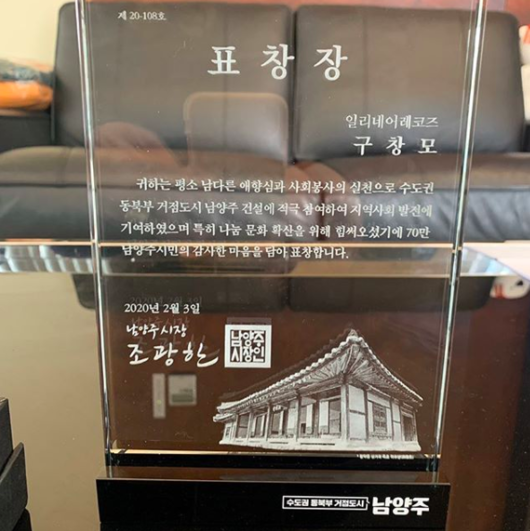 제 20-108호
표 창 장
일리네어레코즈
구 창 모
귀하는 평소 남다른 애향심과 사회봉사의 실천으로 수도권
동북부 거점도시 남양주 건설에 적극 참여하여 지역사회 발전에
기여하였으며 특히 나눔 문화 확산을 위해 힘써오셨기에 70만
남양주시민의 감사한 마음을 담아 표창합니다.
2020년 2월 3일
남양주시장
조 광 한
남양주
시장인
수도권 동북부 거점도시 남양주